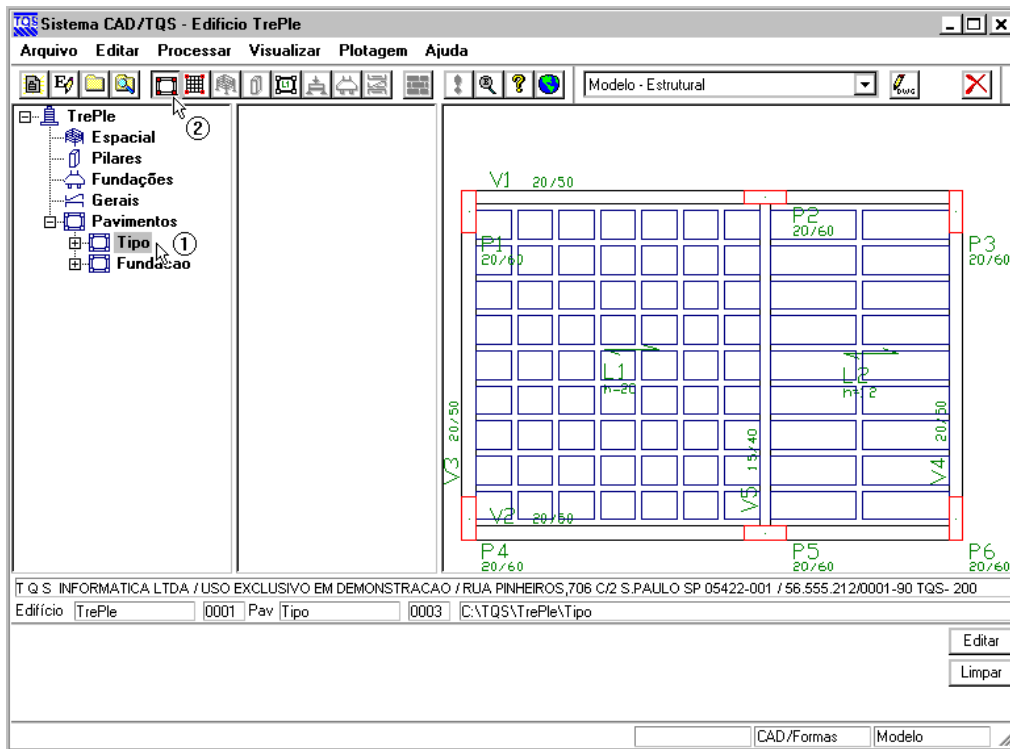 TQS Sistema CAD/TQS - Edificio TrePle
Arquivo Editar Processar Visualizar Plotagem Ajuda
Modelo - Estrutural
DWG
2
TrePle
Espacial
Pilares
Fundações
Gerais
Pavimentos
Tipo 1
Fundacao
V1 20/50
P1
20/60
P2
20/60
P3
20/60
L1
h=20
L2
V3 20/50
V5 15/40
V4 20/50
V2 20/50
P4
20/60
P5
20/60
P6
20/60
T Q S INFORMATICA LTDA / USO EXCLUSIVO EM DEMONSTRACAO / RUA PINHEIROS,706 C/2 S.PAULO SP 05422-001 / 56.555.212/0001-90 TQS- 200
Edifício TrePle 0001 Pav Tipo 0003 C:\TQS\TrePle\Tipo
Editar
Limpar
CAD/Formas Modelo